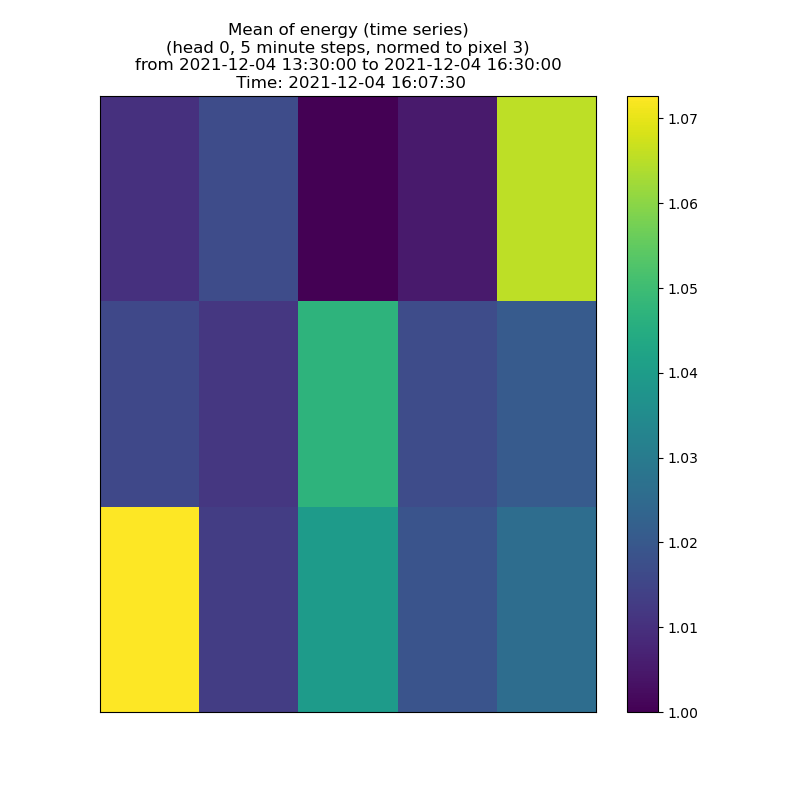 Mean of energy (time series)
(head 0, 5 minute steps, normed to pixel 3)
from 2021-12-04 13:30:00 to 2021-12-04 16:30:00
Time: 2021-12-04 16:07:30
1.07
1.06
1.05
1.04
1.03
1.02
1.01
1.00